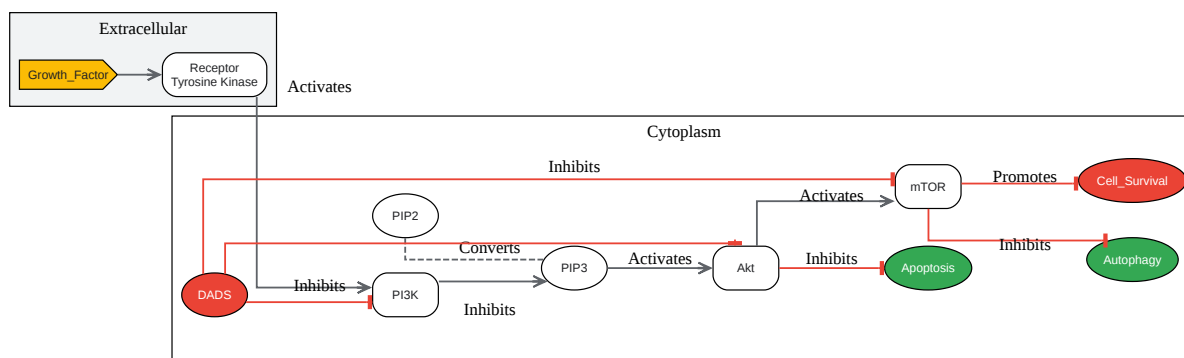 Extracellular
Growth_Factor
Receptor
Tyrosine Kinase
Activates
Cytoplasm
Inhibits
mTOR
Promotes
Cell_Survival
Activates
PIP2
Converts
Inhibits
Autophagy
PIP3
Activates
Akt
Inhibits
Apoptosis
DADS
Inhibits
PI3K
Inhibits